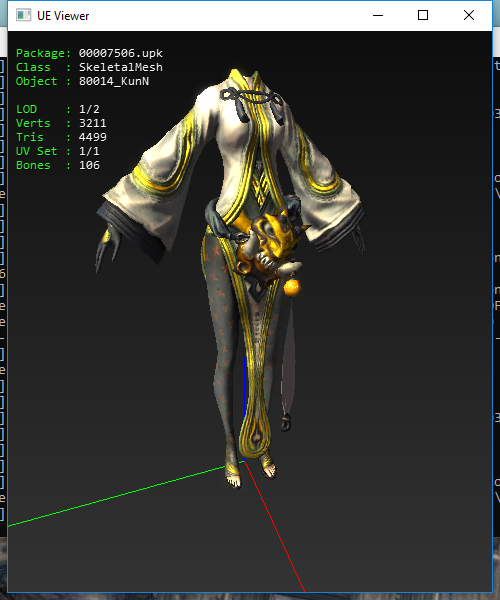 UE Viewer
Package: 00007506.upk
Class : SkeletalMesh
Object : 80014_KunN
LOD : 1/2
Verts : 3211
Tris : 4499
UV Set : 1/1
Bones : 106